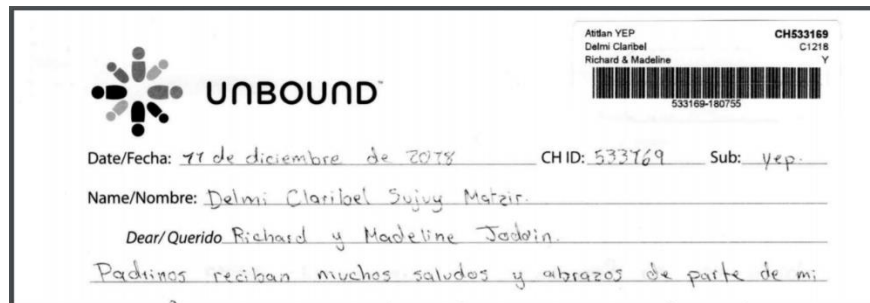 Atitlan YEP CH533169
Delmi Claribel C1218
Richard & Madeline Y
533169-180755
UNBOUND™
Date/Fecha: 11 de diciembre de 2018 CH ID: 533169 Sub: Yep.
Name/Nombre: Delmi Claribel Sujuy Matzir.
Dear/Querido Richard y Madeline
Padrinos reciban muchos saludos y abrazos de parte de mi